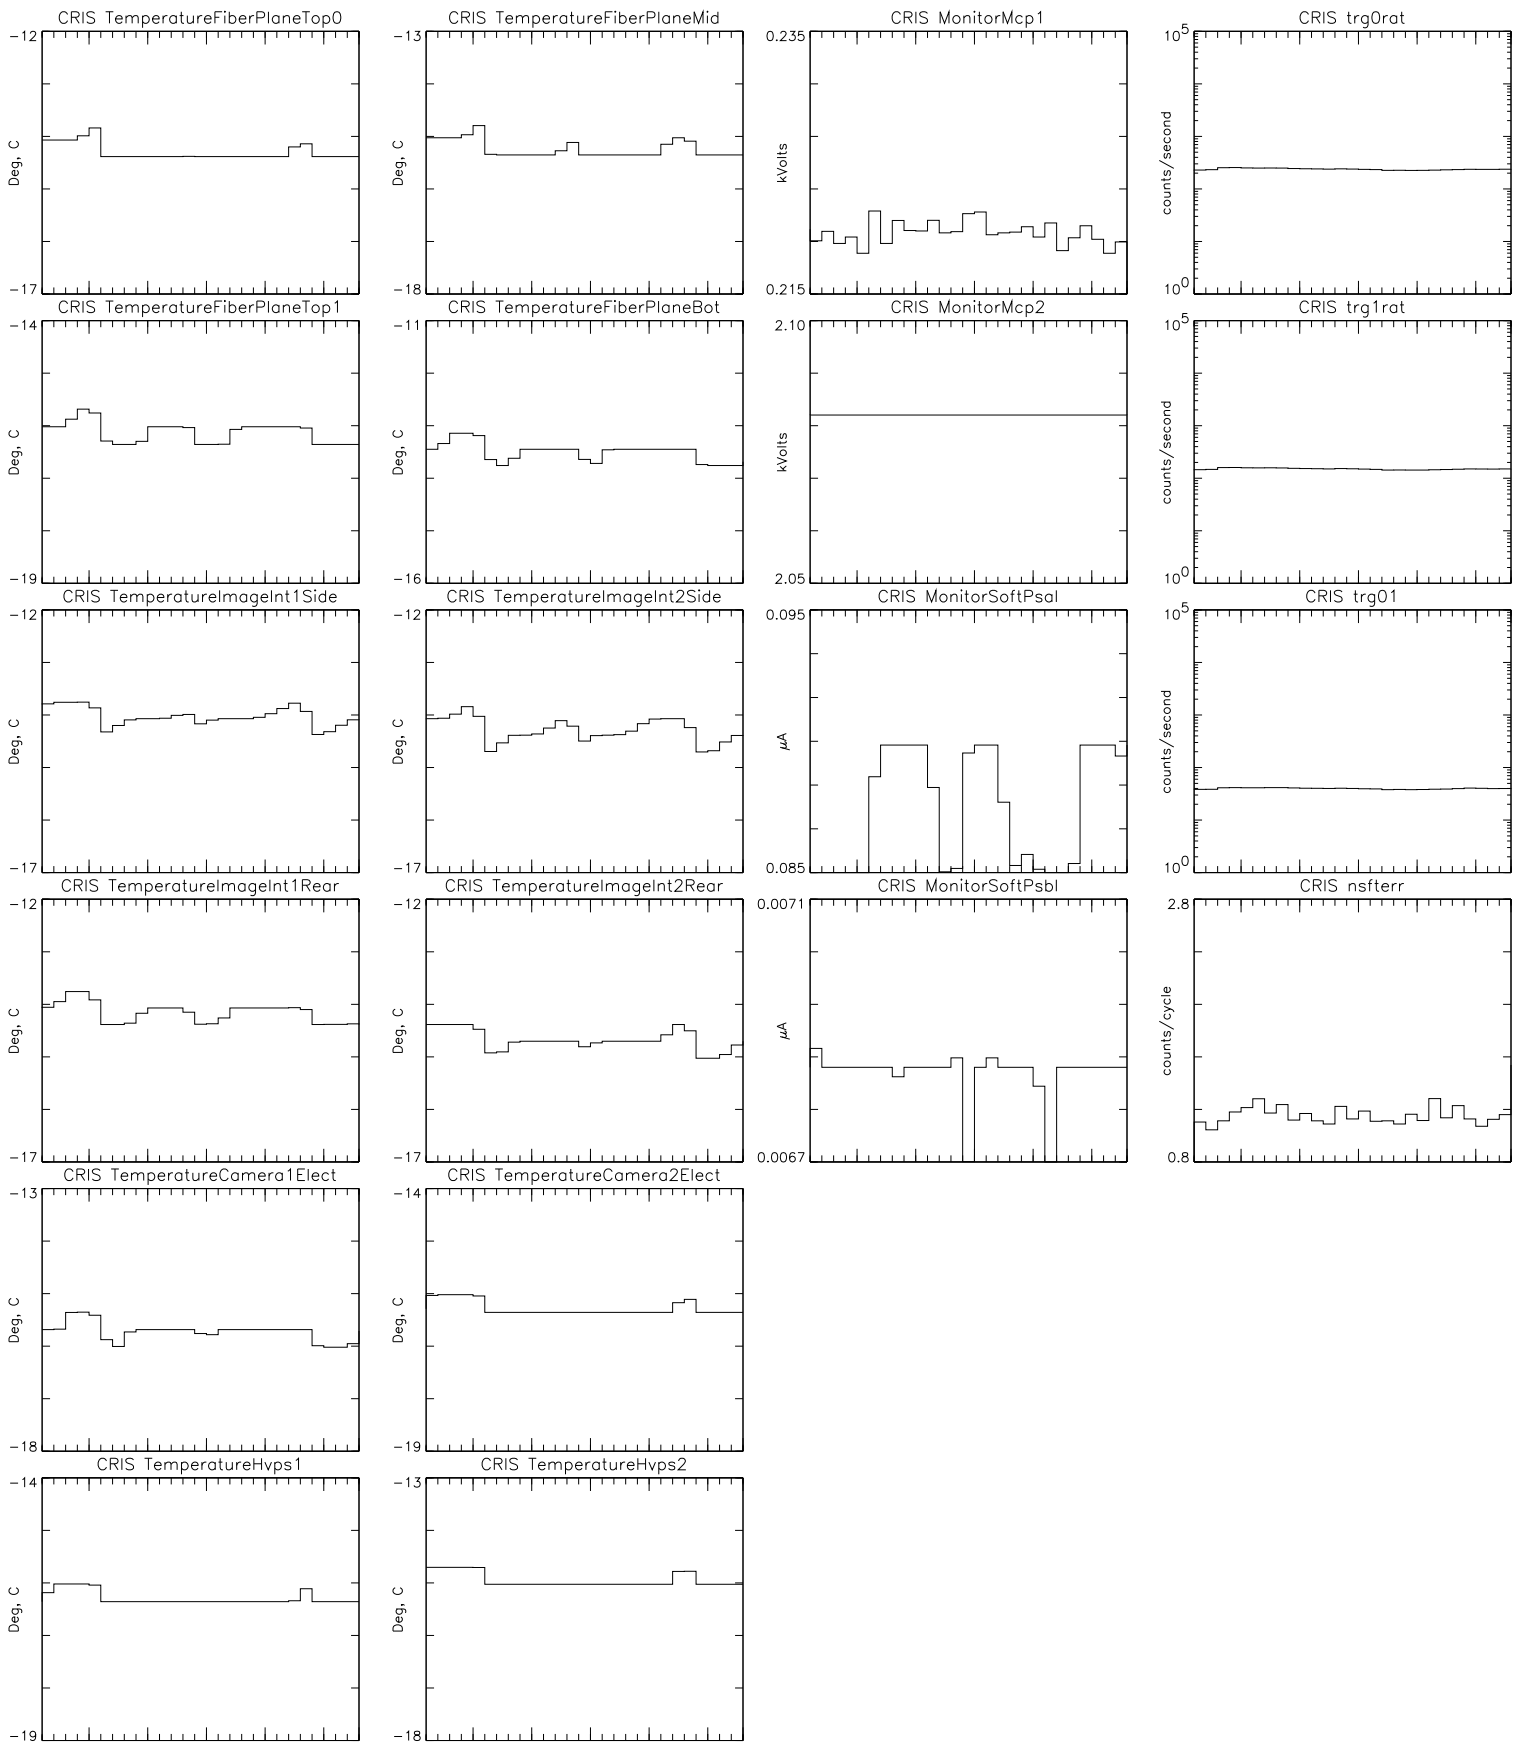 CRIS TemperatureFiberPlaneTop0
-12
Deg, C
-17
CRIS TemperatureFiberPlaneMid
-13
Deg, C
-18
CRIS MonitorMcp1
0.235
kVolts
0.215
CRIS trg0rat
10^5
counts/second
10^0
CRIS TemperatureFiberPlaneTop1
-14
Deg, C
-19
CRIS TemperatureFiberPlaneBot
-11
Deg, C
-16
CRIS MonitorMcp2
2.10
kVolts
2.05
CRIS trg1rat
10^5
counts/second
10^0
CRIS TemperatureImageInt1Side
-12
Deg, C
-17
CRIS TemperatureImageInt2Side
-12
Deg, C
-17
CRIS MonitorSoftPsaI
0.095
μA
0.085
CRIS trg01
10^5
counts/second
10^0
CRIS TemperatureImageInt1Rear
-12
Deg, C
-17
CRIS TemperatureImageInt2Rear
-12
Deg, C
-17
CRIS MonitorSoftPsbI
0.0071
μA
0.0067
CRIS nsfterr
2.8
counts/cycle
0.8
CRIS TemperatureCamera1Elect
-13
Deg, C
-18
CRIS TemperatureCamera2Elect
-14
Deg, C
-19
CRIS TemperatureHvps1
-14
Deg, C
-19
CRIS TemperatureHvps2
-13
Deg, C
-18